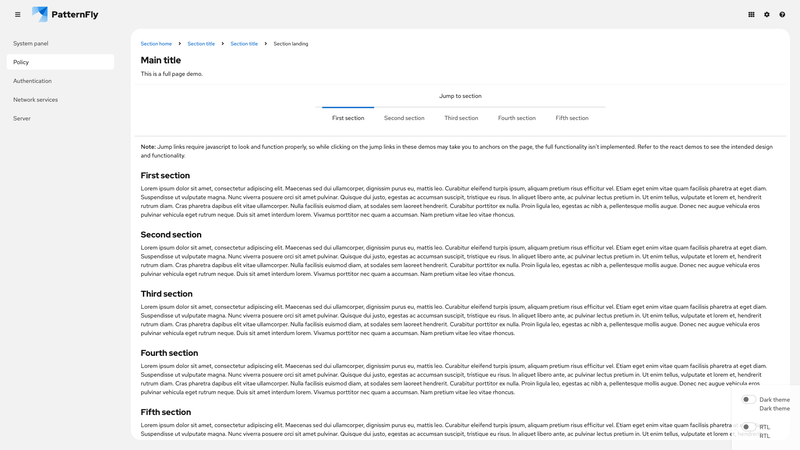 PatternFly
System panel
Policy
Authentication
Network services
Server
Section home
Section title
Section title
Section landing
Main title
This is a full page demo.
Jump to section
First section
Second section
Third section
Fourth section
Fifth section
Note: Jump links require javascript to look and function properly, so while clicking on the jump links in these demos may take you to anchors on the page, the full functionality isn't implemented. Refer to the react demos to see the intended design
and functionality.
First section
Lorem ipsum dolor sit amet, consectetur adipiscing elit. Maecenas sed dui ullamcorper, dignissim purus eu, mattis leo. Curabitur eleifend turpis ipsum, aliquam pretium risus efficitur vel. Etiam eget enim vitae quam facilisis pharetra at eget diam.
Suspendisse ut vulputate magna. Nunc viverra posuere orci sit amet pulvinar. Quisque dui justo, egestas ac accumsan suscipit, tristique eu risus. In aliquet libero ante, ac pulvinar lectus pretium in. Ut enim tellus, vulputate et lorem et, hendrerit
rutrum diam. Cras pharetra dapibus elit vitae ullamcorper. Nulla facilisis euismod diam, at sodales sem laoreet hendrerit. Curabitur porttitor ex nulla. Proin ligula leo, egestas ac nibh a, pellentesque mollis augue. Donec nec augue vehicula eros
pulvinar vehicula eget rutrum neque. Duis sit amet interdum lorem. Vivamus porttitor nec quam a accumsan. Nam pretium vitae leo vitae rhoncus.
Second section
Lorem ipsum dolor sit amet, consectetur adipiscing elit. Maecenas sed dui ullamcorper, dignissim purus eu, mattis leo. Curabitur eleifend turpis ipsum, aliquam pretium risus efficitur vel. Etiam eget enim vitae quam facilisis pharetra at eget diam.
Suspendisse ut vulputate magna. Nunc viverra posuere orci sit amet pulvinar. Quisque dui justo, egestas ac accumsan suscipit, tristique eu risus. In aliquet libero ante, ac pulvinar lectus pretium in. Ut enim tellus, vulputate et lorem et, hendrerit
rutrum diam. Cras pharetra dapibus elit vitae ullamcorper. Nulla facilisis euismod diam, at sodales sem laoreet hendrerit. Curabitur porttitor ex nulla. Proin ligula leo, egestas ac nibh a, pellentesque mollis augue. Donec nec augue vehicula eros
pulvinar vehicula eget rutrum neque. Duis sit amet interdum lorem. Vivamus porttitor nec quam a accumsan. Nam pretium vitae leo vitae rhoncus.
Third section
Lorem ipsum dolor sit amet, consectetur adipiscing elit. Maecenas sed dui ullamcorper, dignissim purus eu, mattis leo. Curabitur eleifend turpis ipsum, aliquam pretium risus efficitur vel. Etiam eget enim vitae quam facilisis pharetra at eget diam.
Suspendisse ut vulputate magna. Nunc viverra posuere orci sit amet pulvinar. Quisque dui justo, egestas ac accumsan suscipit, tristique eu risus. In aliquet libero ante, ac pulvinar lectus pretium in. Ut enim tellus, vulputate et lorem et, hendrerit
rutrum diam. Cras pharetra dapibus elit vitae ullamcorper. Nulla facilisis euismod diam, at sodales sem laoreet hendrerit. Curabitur porttitor ex nulla. Proin ligula leo, egestas ac nibh a, pellentesque mollis augue. Donec nec augue vehicula eros
pulvinar vehicula eget rutrum neque. Duis sit amet interdum lorem. Vivamus porttitor nec quam a accumsan. Nam pretium vitae leo vitae rhoncus.
Fourth section
Lorem ipsum dolor sit amet, consectetur adipiscing elit. Maecenas sed dui ullamcorper, dignissim purus eu, mattis leo. Curabitur eleifend turpis ipsum, aliquam pretium risus efficitur vel. Etiam eget enim vitae quam facilisis pharetra at eget diam.
Suspendisse ut vulputate magna. Nunc viverra posuere orci sit amet pulvinar. Quisque dui justo, egestas ac accumsan suscipit, tristique eu risus. In aliquet libero ante, ac pulvinar lectus pretium in. Ut enim tellus, vulputate et lorem et, hendrerit
rutrum diam. Cras pharetra dapibus elit vitae ullamcorper. Nulla facilisis euismod diam, at sodales sem laoreet hendrerit. Curabitur porttitor ex nulla. Proin ligula leo, egestas ac nibh a, pellentesque mollis augue. Donec nec augue vehicula eros
pulvinar vehicula eget rutrum neque. Duis sit amet interdum lorem. Vivamus porttitor nec quam a accumsan. Nam pretium vitae leo vitae rhoncus.
Fifth section
Lorem ipsum dolor sit amet, consectetur adipiscing elit. Maecenas sed dui ullamcorper, dignissim purus eu, mattis leo. Curabitur eleifend turpis ipsum, aliquam pretium risus efficitur vel. Etiam eget enim vitae quam facilisis
Suspendisse ut vulputate magna. Nunc viverra posuere orci sit amet pulvinar. Quisque dui justo, egestas ac accumsan suscipit, tristique eu risus. In aliquet libero ante, ac pulvinar lectus pretium in. Ut enim tellus, vulputate et lorem et, hendrerit
Dark theme
Dark theme
RTL
RTL